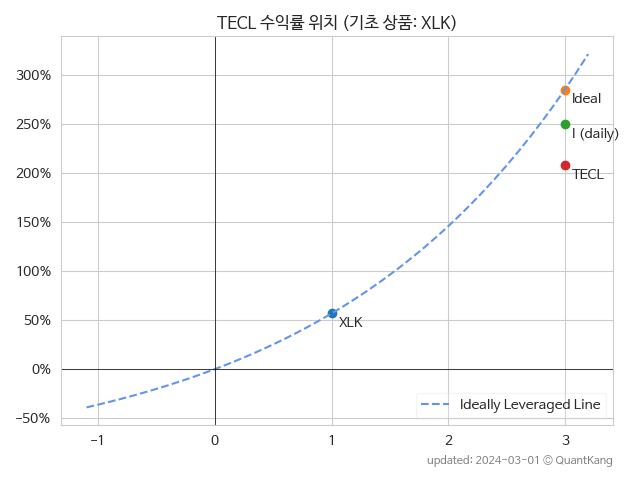 TECL 수익률 위치 (기초 상품: XLK)
300%
250%
200%
150%
100%
50%
0%
−50%
Ideal
I (daily)
TECL
XLK
Ideally Leveraged Line
−1 0 1 2 3
updated: 2024-03-01 © QuantKang